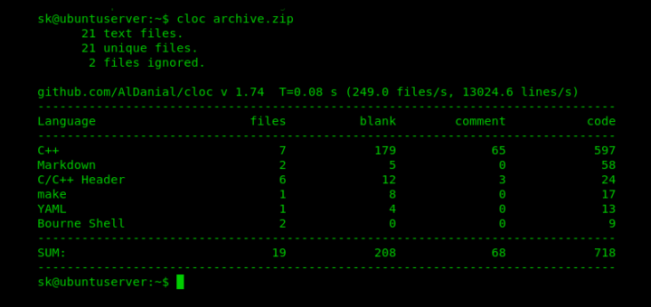 sk@ubuntuserver:~$ cloc archive.zip
      21 text files.
      21 unique files.
       2 files ignored.
github.com/AlDanial/cloc v 1.74  T=0.08 s (249.0 files/s, 13024.6 lines/s)
--------------------------------------------------------------------------------
Language                     files          blank        comment           code
--------------------------------------------------------------------------------
C++                              7            179             65            597
Markdown                         2              5              0             58
C/C++ Header                     6             12              3             24
make                             1              8              0             17
YAML                             1              4              0             13
Bourne Shell                     2              0              0              9
--------------------------------------------------------------------------------
SUM:                            19            208             68            718
--------------------------------------------------------------------------------
sk@ubuntuserver:~$